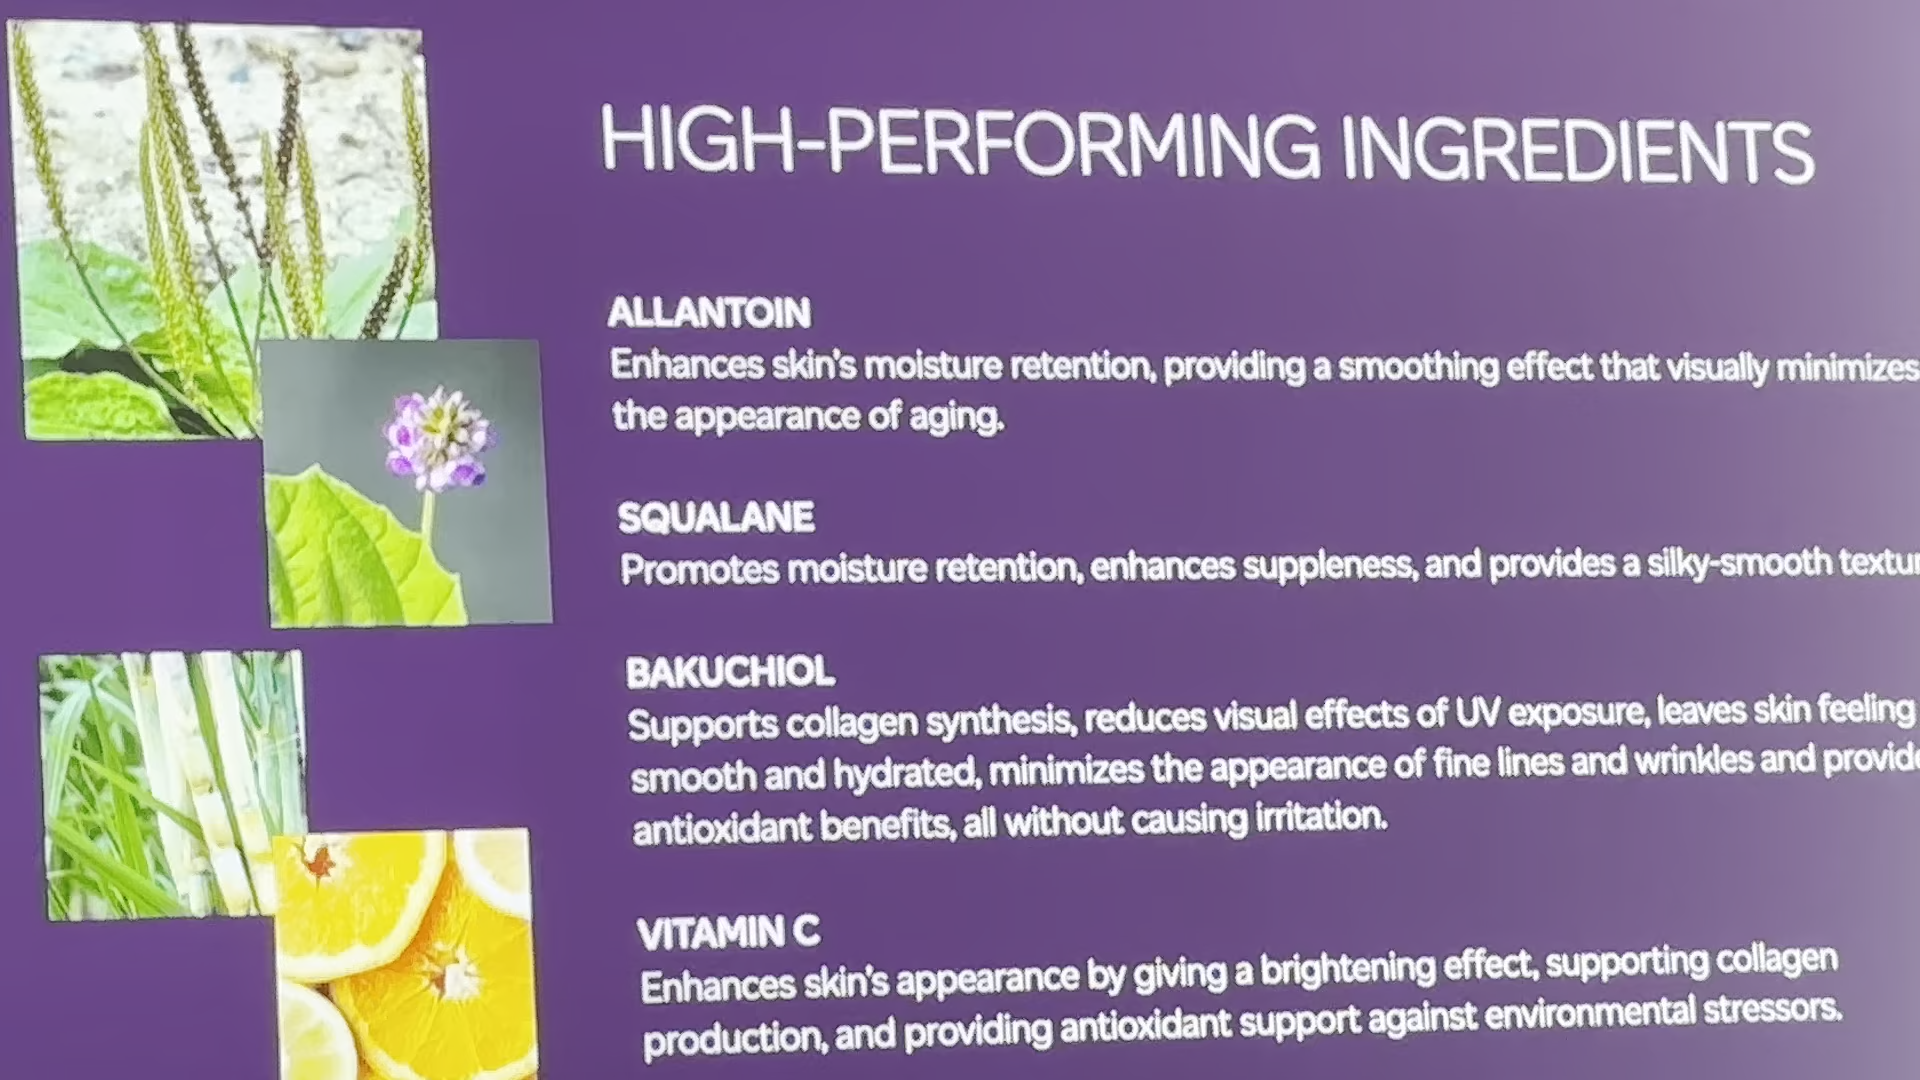 HIGH-PERFORMING INGREDIENTS
ALLANTOIN
Enhances skin's moisture retention, providing a smoothing effect that visually minimizes
the appearance of aging.
SQUALANE
Promotes moisture retention, enhances suppleness, and provides a silky-smooth
BAKUCHIOL
Supports collagen synthesis, reduces visual effects of UV exposure, leaves skin feeling
smooth and hydrated, minimizes the appearance of fine lines and wrinkles and
antioxidant benefits, all without causing irritation.
VITAMIN C
Enhances skin's appearance by giving a brightening effect, supporting collagen
production, and providing antioxidant support against environmental stressors.